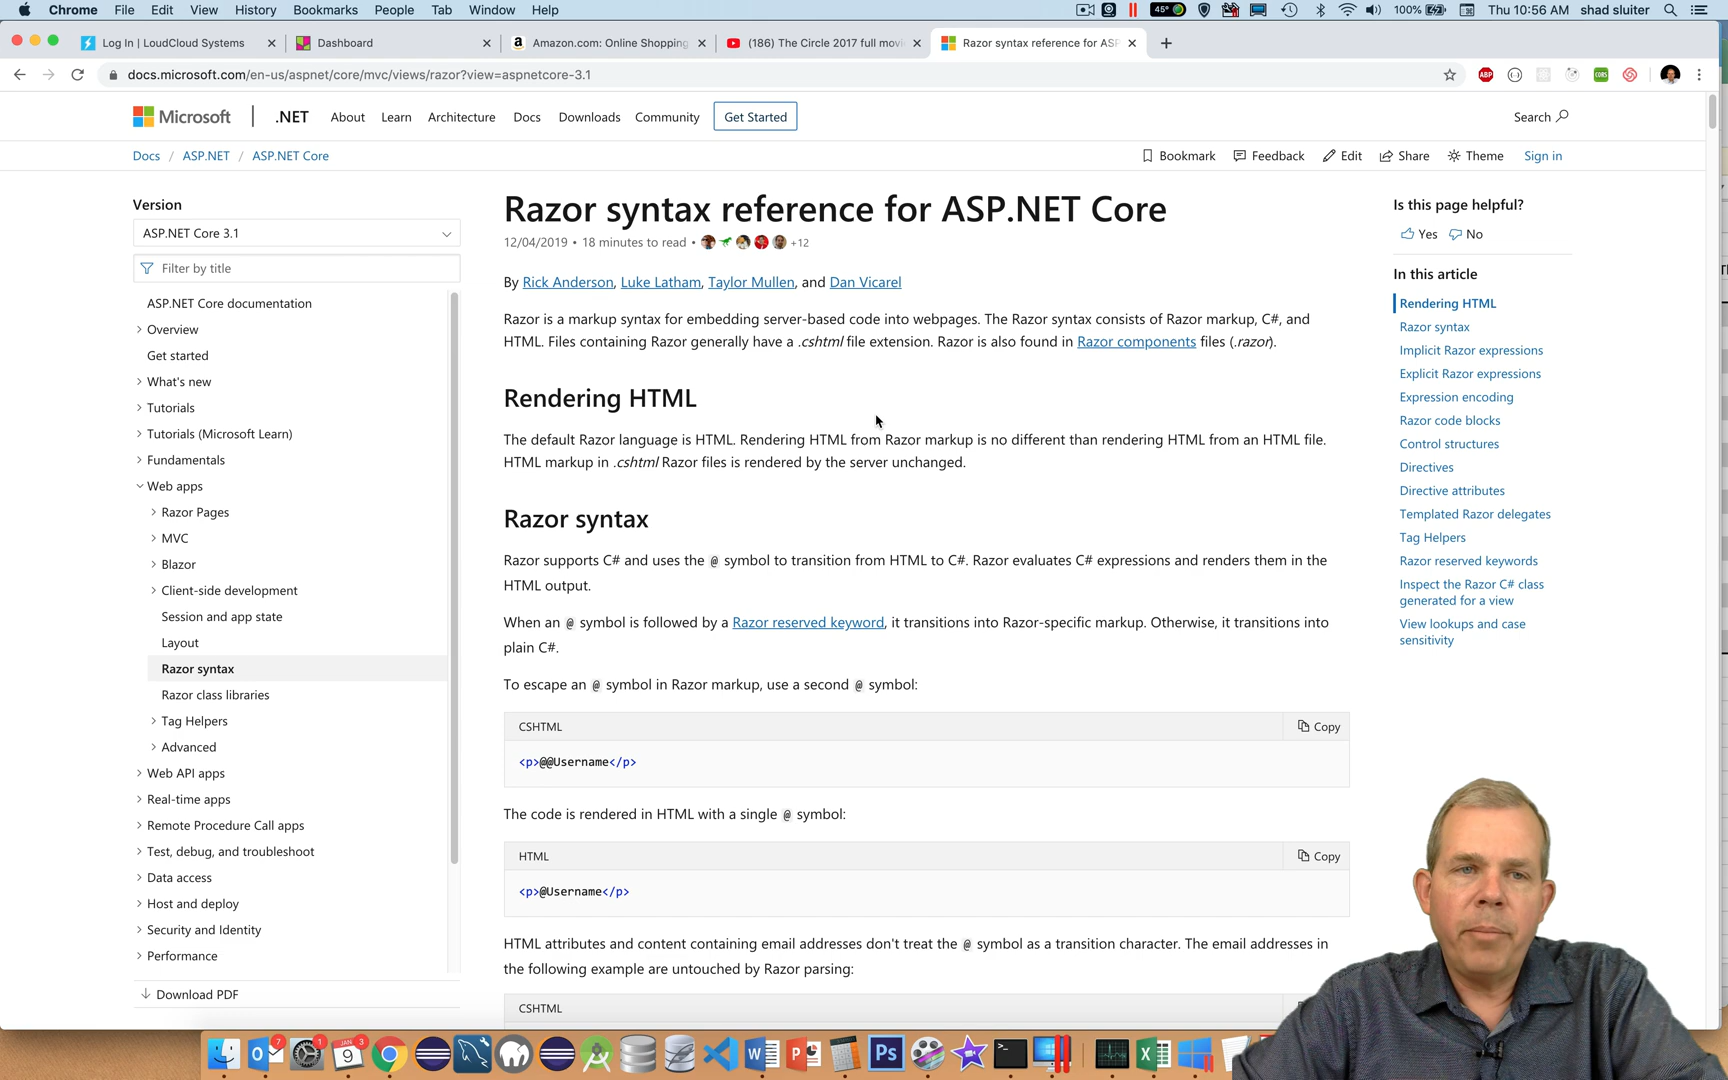 Chrome File Edit View History Bookmarks People Tab Window Help
45° 100% Thu 10:56 AM shad sluiter
Log In | LoudCloud Systems
Dashboard
Amazon.com: Online Shopping
(186) The Circle 2017 full movi
Razor syntax reference for ASP
docs.microsoft.com/en-us/aspnet/core/mvc/views/razor?view=aspnetcore-3.1
ABP
CORS
Microsoft .NET About Learn Architecture Docs Downloads Community Get Started Search
Docs / ASP.NET / ASP.NET Core
Bookmark Feedback Edit Share Theme Sign in
Version
ASP.NET Core 3.1
Filter by title
ASP.NET Core documentation
Overview
Get started
What's new
Tutorials
Tutorials (Microsoft Learn)
Fundamentals
Web apps
Razor Pages
MVC
Blazor
Client-side development
Session and app state
Layout
Razor syntax
Razor class libraries
Tag Helpers
Advanced
Web API apps
Real-time apps
Remote Procedure Call apps
Test, debug, and troubleshoot
Data access
Host and deploy
Security and Identity
Performance
Download PDF
Razor syntax reference for ASP.NET Core
12/04/2019 • 18 minutes to read • +12
By Rick Anderson, Luke Latham, Taylor Mullen, and Dan Vicarel
Razor is a markup syntax for embedding server-based code into webpages. The Razor syntax consists of Razor markup, C#, and
HTML. Files containing Razor generally have a .cshtml file extension. Razor is also found in Razor components files (.razor).
Rendering HTML
The default Razor language is HTML. Rendering HTML from Razor markup is no different than rendering HTML from an HTML file.
HTML markup in .cshtml Razor files is rendered by the server unchanged.
Razor syntax
Razor supports C# and uses the @ symbol to transition from HTML to C#. Razor evaluates C# expressions and renders them in the
HTML output.
When an @ symbol is followed by a Razor reserved keyword, it transitions into Razor-specific markup. Otherwise, it transitions into
plain C#.
To escape an @ symbol in Razor markup, use a second @ symbol:
CSHTML Copy
<p>@@Username</p>
The code is rendered in HTML with a single @ symbol:
HTML Copy
<p>@Username</p>
HTML attributes and content containing email addresses don't treat the @ symbol as a transition character. The email addresses in
the following example are untouched by Razor parsing:
CSHTML
Is this page helpful?
Yes No
In this article
Rendering HTML
Razor syntax
Implicit Razor expressions
Explicit Razor expressions
Expression encoding
Razor code blocks
Control structures
Directives
Directive attributes
Templated Razor delegates
Tag Helpers
Razor reserved keywords
Inspect the Razor C# class
generated for a view
View lookups and case
sensitivity
7
1
JAN 3
9
Ps